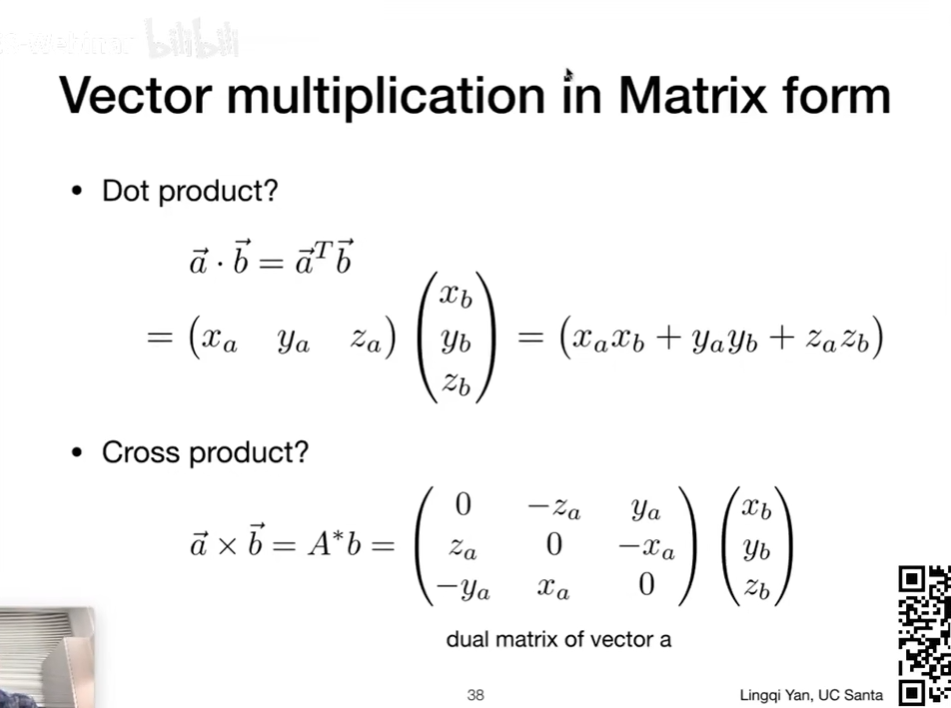 bilibili
Vector multiplication in Matrix form
• Dot product?
$\vec{a} \cdot \vec{b} = \vec{a}^T \vec{b}$
$= \begin{pmatrix} x_a & y_a & z_a \end{pmatrix} \begin{pmatrix} x_b \\ y_b \\ z_b \end{pmatrix} = \begin{pmatrix} x_a x_b + y_a y_b + z_a z_b \end{pmatrix}$
• Cross product?
$\vec{a} \times \vec{b} = A^* b = \begin{pmatrix} 0 & -z_a & y_a \\ z_a & 0 & -x_a \\ -y_a & x_a & 0 \end{pmatrix} \begin{pmatrix} x_b \\ y_b \\ z_b \end{pmatrix}$
dual matrix of vector a
38
Lingqi Yan, UC Santa